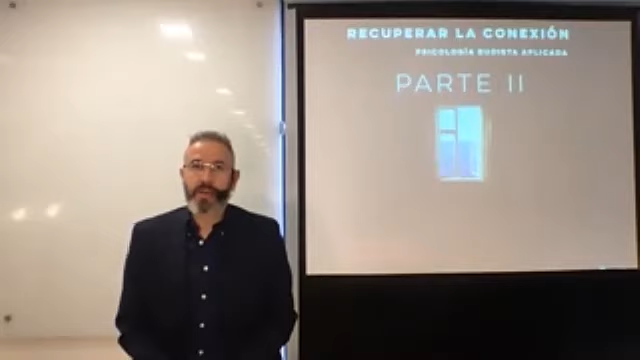 RECUPERAR LA CONEXIÓN
PSICOLOGÍA BUDISTA APLICADA
PARTE II